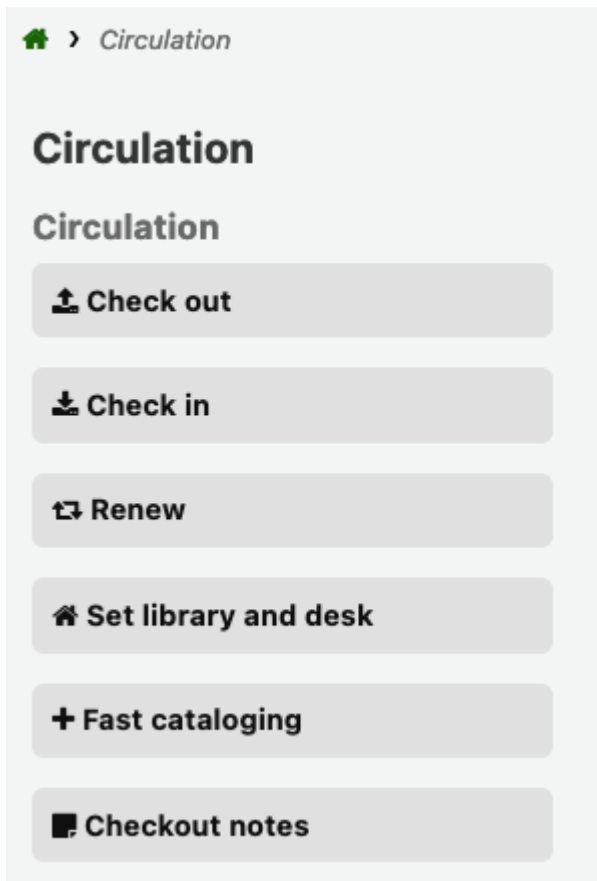 Circulation
Circulation
Circulation
Check out
Check in
Renew
Set library and desk
Fast cataloging
Checkout notes